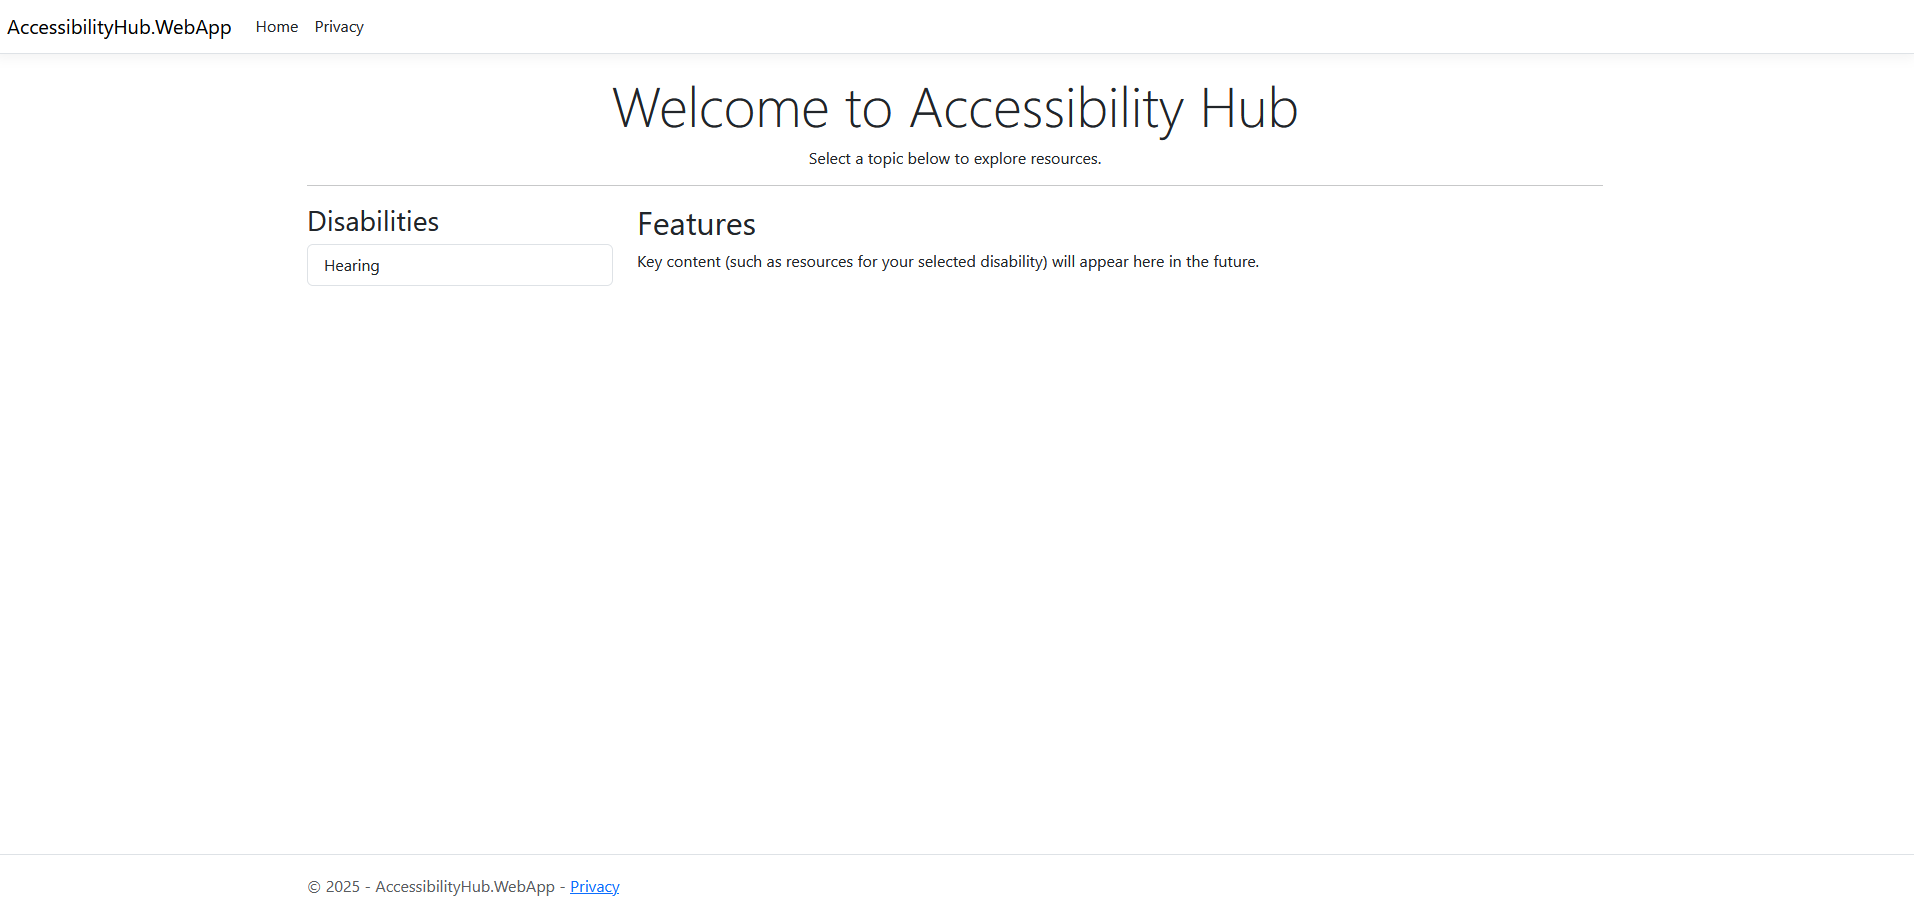 AccessibilityHub.WebApp Home Privacy
Welcome to Accessibility Hub
Select a topic below to explore resources.
Disabilities
Hearing
Features
Key content (such as resources for your selected disability) will appear here in the future.
© 2025 - AccessibilityHub.WebApp - Privacy